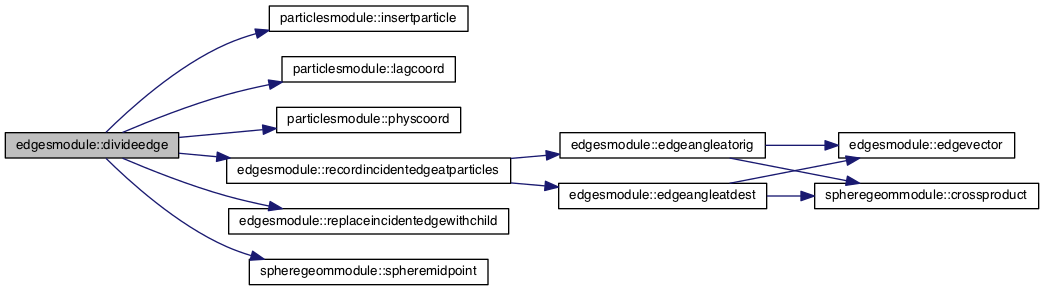 edgesmodule::divideedge
particlesmodule::insertparticle
particlesmodule::lagcoord
particlesmodule::physcoord
edgesmodule::recordincidentedgeatparticles
edgesmodule::replaceincidentedgewithchild
spheregeommodule::spheremidpoint
edgesmodule::edgeangleatorig
edgesmodule::edgeangleatdest
edgesmodule::edgevector
spheregeommodule::crossproduct